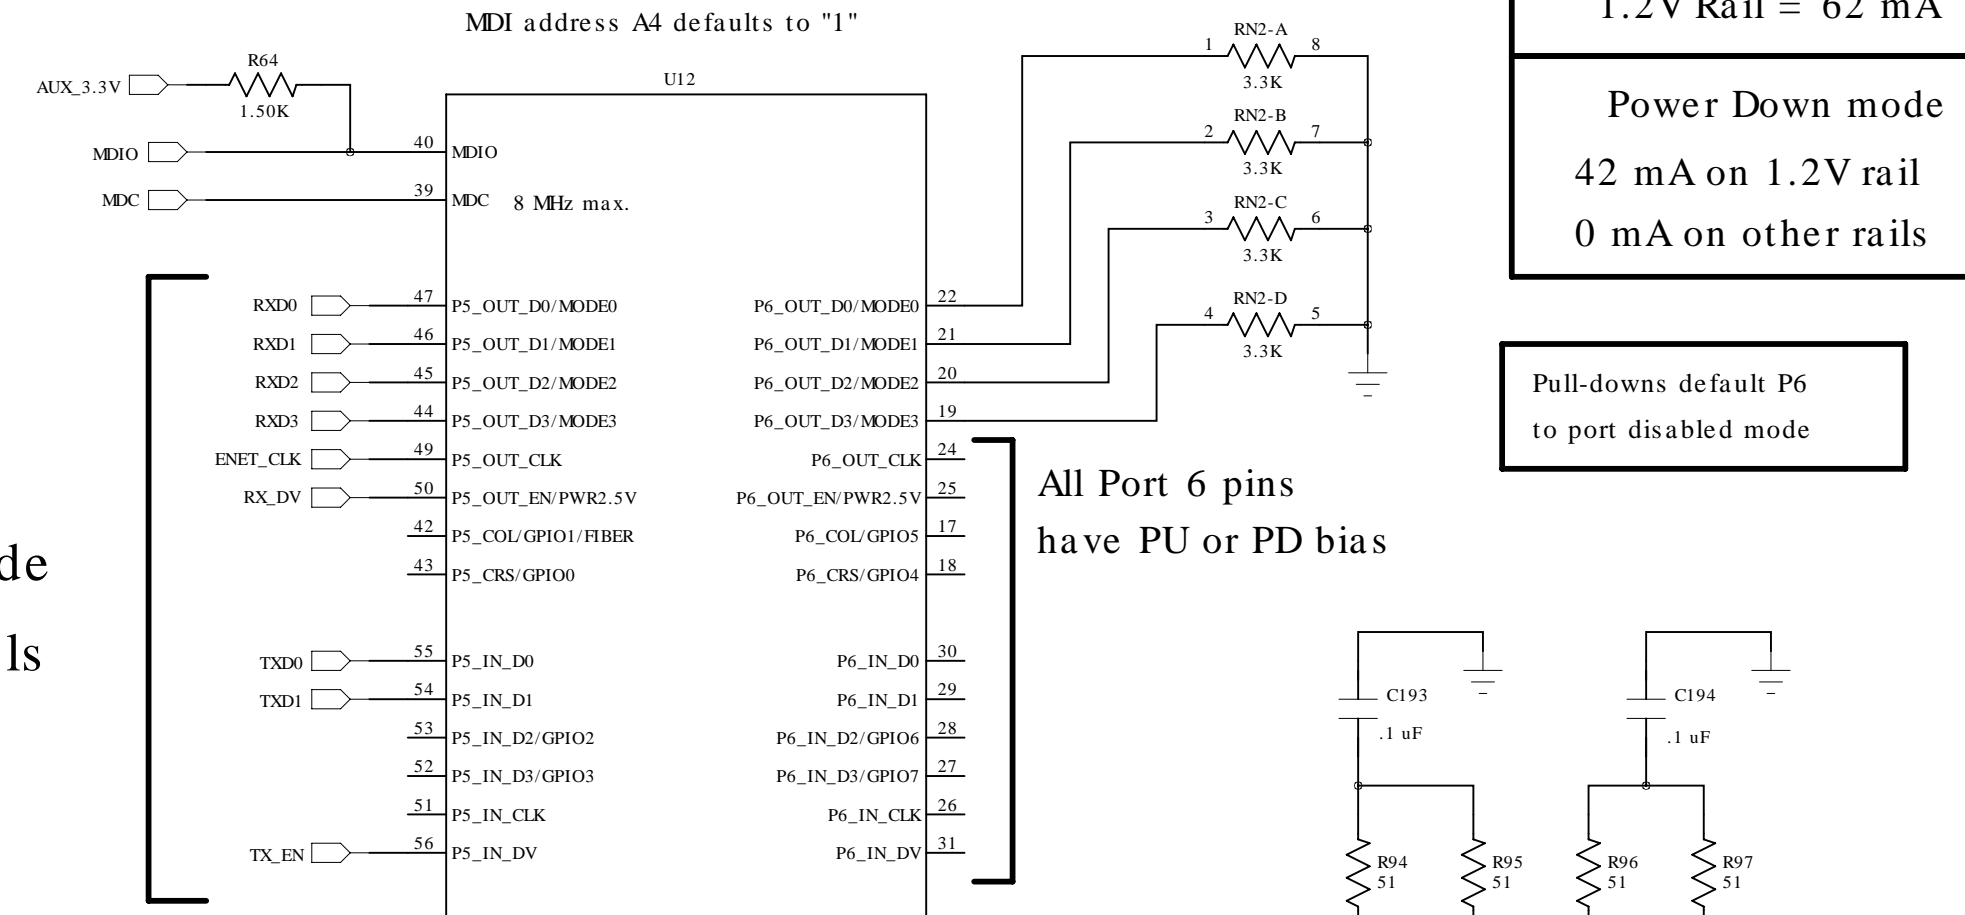 MDI address A4 defaults to "1"
1.2V Rail = 62 mA
Power Down mode
42 mA on 1.2V rail
0 mA on other rails
AUX_3.3V
R64
1.50K
U12
MDIO
40
MDIO
MDC
39
MDC 8 MHz max.
RN2-A
1
8
3.3K
RN2-B
2
7
3.3K
RN2-C
3
6
3.3K
RN2-D
4
5
3.3K
Pull-downs default P6
to port disabled mode
RXD0 47 P5_OUT_D0/MODE0
RXD1 46 P5_OUT_D1/MODE1
RXD2 45 P5_OUT_D2/MODE2
RXD3 44 P5_OUT_D3/MODE3
ENET_CLK 49 P5_OUT_CLK
RX_DV 50 P5_OUT_EN/PWR2.5V
42 P5_COL/GPIO1/FIBER
43 P5_CRS/GPIO0
TXD0 55 P5_IN_D0
TXD1 54 P5_IN_D1
53 P5_IN_D2/GPIO2
52 P5_IN_D3/GPIO3
51 P5_IN_CLK
TX_EN 56 P5_IN_DV
P6_OUT_D0/MODE0 22
P6_OUT_D1/MODE1 21
P6_OUT_D2/MODE2 20
P6_OUT_D3/MODE3 19
P6_OUT_CLK 24
P6_OUT_EN/PWR2.5V 25
P6_COL/GPIO5 17
P6_CRS/GPIO4 18
P6_IN_D0 30
P6_IN_D1 29
P6_IN_D2/GPIO6 28
P6_IN_D3/GPIO7 27
P6_IN_CLK 26
P6_IN_DV 31
All Port 6 pins
have PU or PD bias
de
ls
C193
.1 uF
C194
.1 uF
R94
51
R95
51
R96
51
R97
51